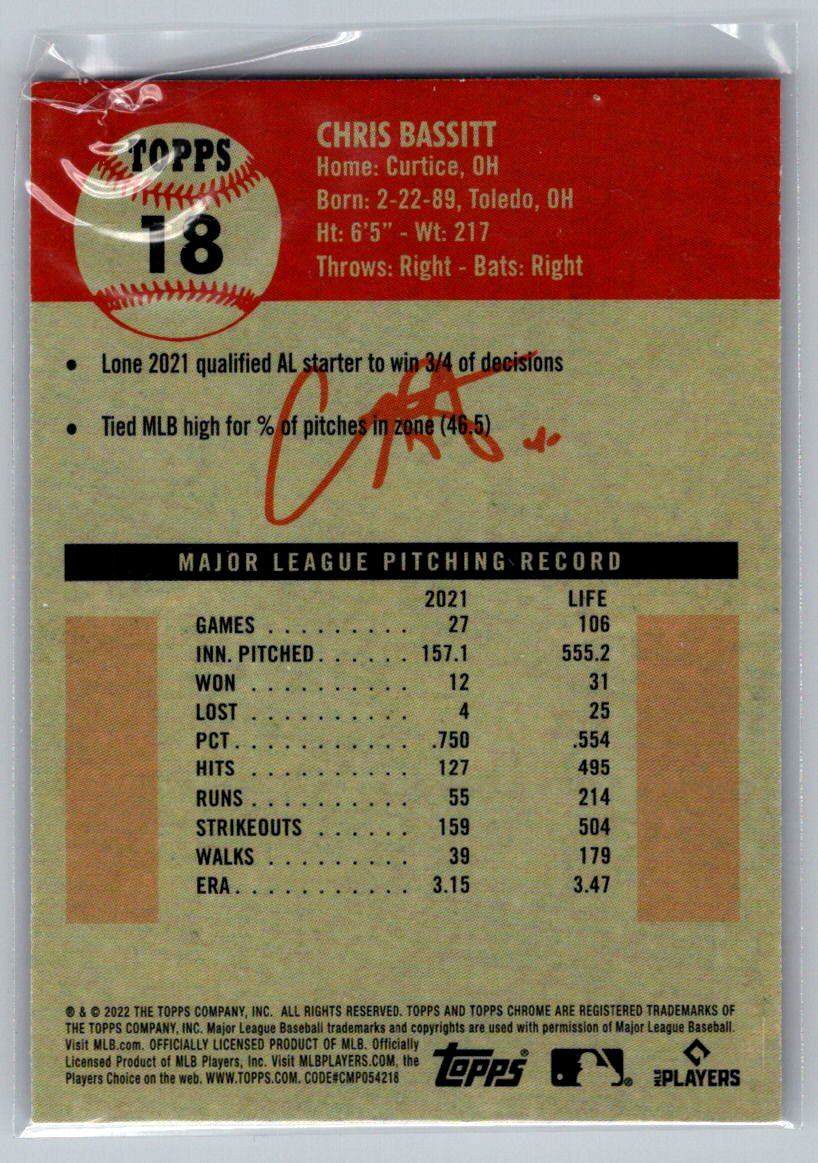 TOPPS
18
CHRIS BASSITT
Home: Curtice, OH
Born: 2-22-89, Toledo, OH
Ht: 6'5" - Wt: 217
Throws: Right - Bats: Right
• Lone 2021 qualified AL starter to win 3/4 of decisions
• Tied MLB high for % of pitches in zone (46.5)
MAJOR LEAGUE PITCHING RECORD
2021 LIFE
GAMES . . . . . . . . . 27 106
INN. PITCHED . . . . . . 157.1 555.2
WON . . . . . . . . . . 12 31
LOST . . . . . . . . . . 4 25
PCT . . . . . . . . . . . .750 .554
HITS . . . . . . . . . . 127 495
RUNS . . . . . . . . . . 55 214
STRIKEOUTS . . . . . . 159 504
WALKS . . . . . . . . . 39 179
ERA . . . . . . . . . . . 3.15 3.47
® & © 2022 THE TOPPS COMPANY, INC. ALL RIGHTS RESERVED. TOPPS AND TOPPS CHROME ARE REGISTERED TRADEMARKS OF
THE TOPPS COMPANY, INC. Major League Baseball trademarks and copyrights are used with permission of Major League Baseball.
Visit MLB.com. OFFICIALLY LICENSED PRODUCT OF MLB. Officially
Licensed Product of MLB Players, Inc. Visit MLBPLAYERS.COM, the
Players Choice on the web. WWW.TOPPS.COM. CODE#CMP054218
Topps®
MLB PLAYERS